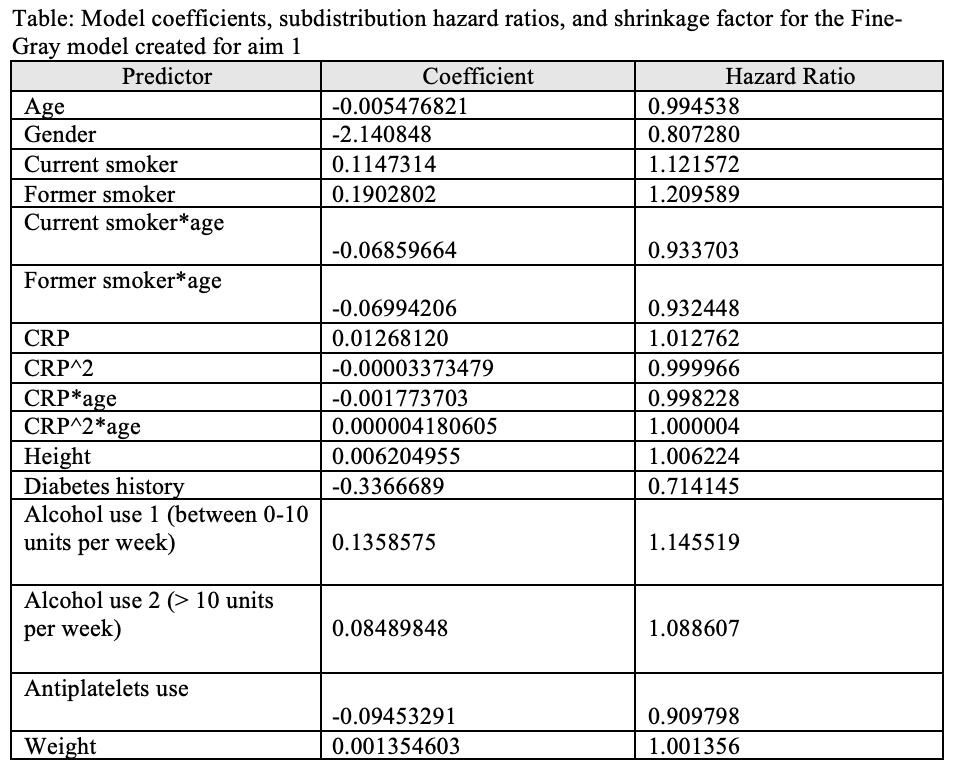 Table: Model coefficients, subdistribution hazard ratios, and shrinkage factor for the Fine-
Gray model created for aim 1
Predictor Coefficient Hazard Ratio
Age -0.005476821 0.994538
Gender -2.140848 0.807280
Current smoker 0.1147314 1.121572
Former smoker 0.1902802 1.209589
Current smoker*age -0.06859664 0.933703
Former smoker*age -0.06994206 0.932448
CRP 0.01268120 1.012762
CRP^2 -0.00003373479 0.999966
CRP*age -0.001773703 0.998228
CRP^2*age 0.000004180605 1.000004
Height 0.006204955 1.006224
Diabetes history -0.3366689 0.714145
Alcohol use 1 (between 0-10
units per week) 0.1358575 1.145519
Alcohol use 2 (> 10 units
per week) 0.08489848 1.088607
Antiplatelets use -0.09453291 0.909798
Weight 0.001354603 1.001356